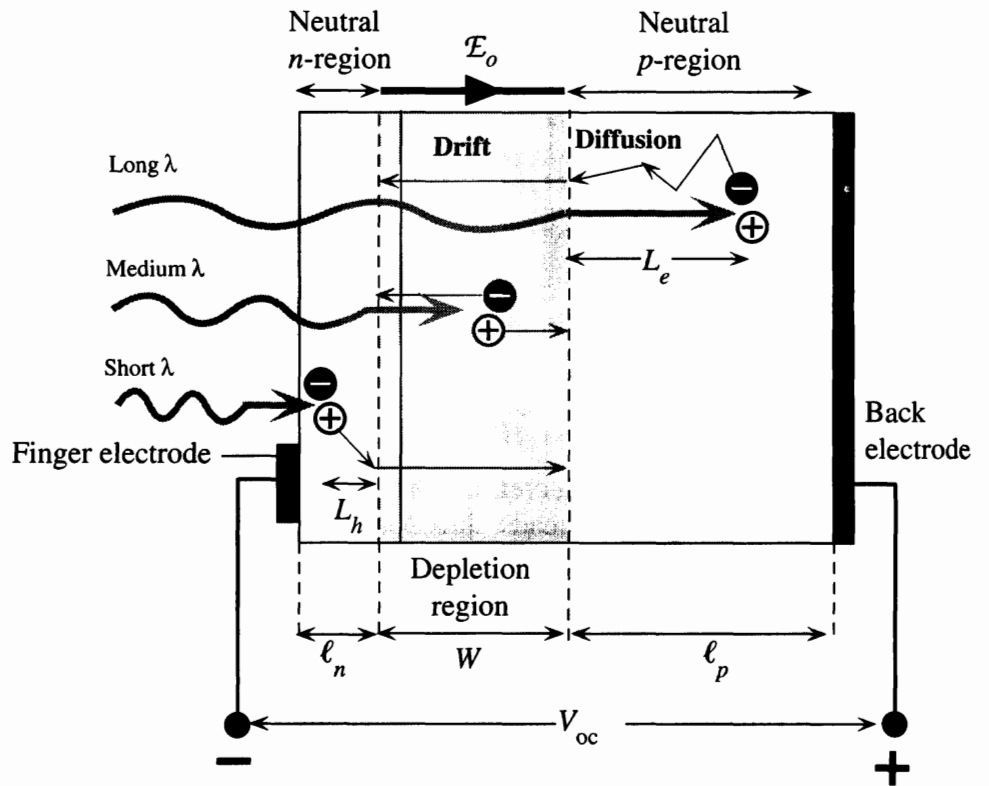 Neutral
n-region
ℰₒ
Neutral
p-region
Drift
Diffusion
Long λ
−
+
Lₑ
Medium λ
−
+
Short λ
−
+
Finger electrode
Back
electrode
Lₕ
Depletion
region
ℓₙ
W
ℓₚ
V_oc
−
+